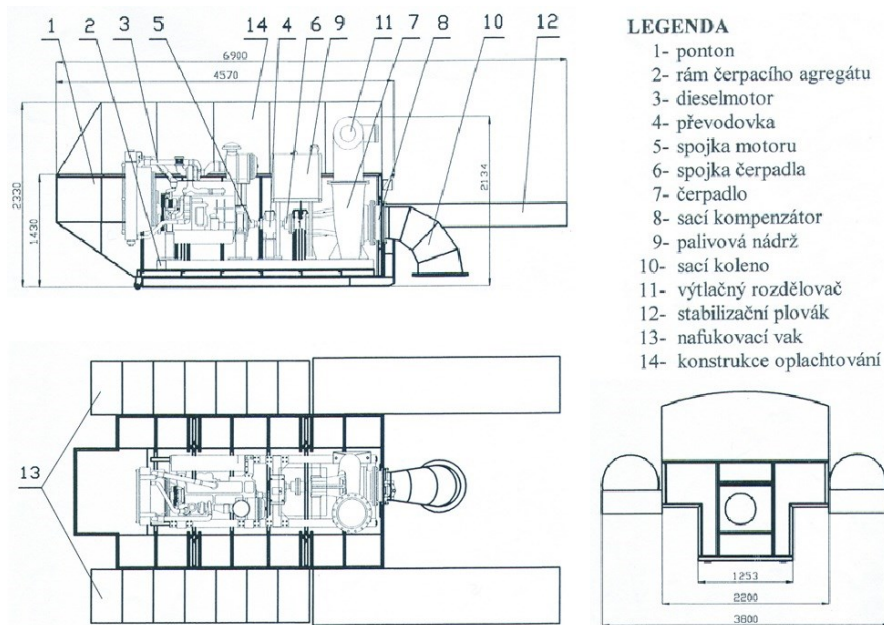 1 2 3 5 14 4 6 9 11 7 8 10 12
6900
4570
2330
1430
2134
13
LEGENDA
1- ponton
2- rám čerpacího agregátu
3- dieselmotor
4- převodovka
5- spojka motoru
6- spojka čerpadla
7- čerpadlo
8- sací kompenzátor
9- palivová nádrž
10- sací koleno
11- výtlačný rozdělovač
12- stabilizační plovák
13- nafukovací vak
14- konstrukce oplachtování
1253
2200
3800